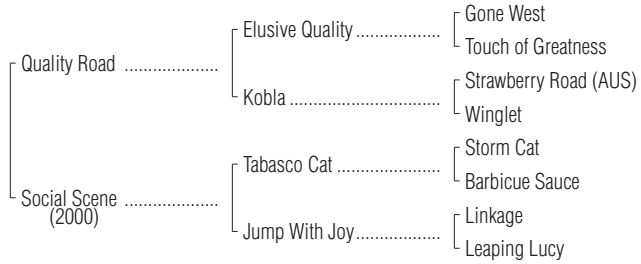 Gone West
Elusive Quality ..................
Touch of Greatness
Quality Road ....................
Strawberry Road (AUS)
Kobla ................................
Winglet
Storm Cat
Tabasco Cat ......................
Barbicue Sauce
Social Scene ....................
(2000)
Linkage
Jump With Joy ..................
Leaping Lucy